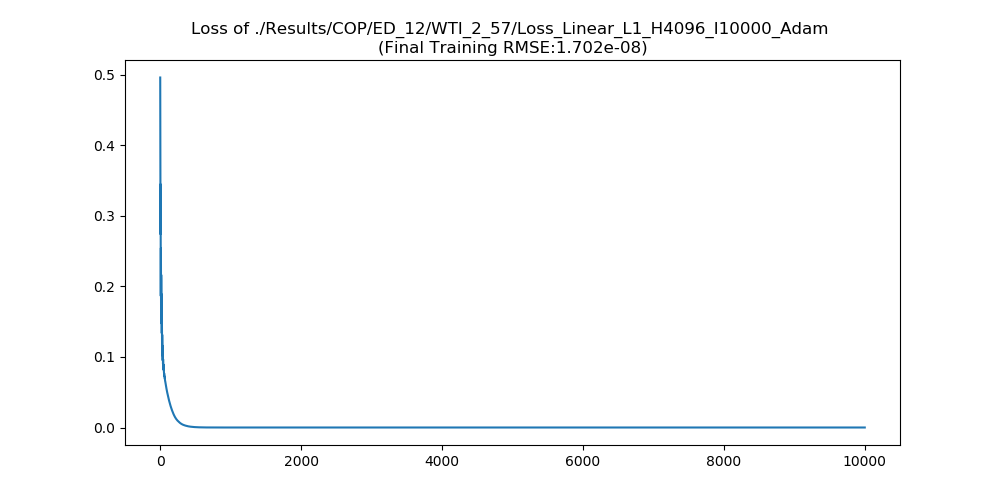 Loss of ./Results/COP/ED_12/WTI_2_57/Loss_Linear_L1_H4096_I10000_Adam
(Final Training RMSE:1.702e-08)
0.5
0.4
0.3
0.2
0.1
0.0
0 2000 4000 6000 8000 10000